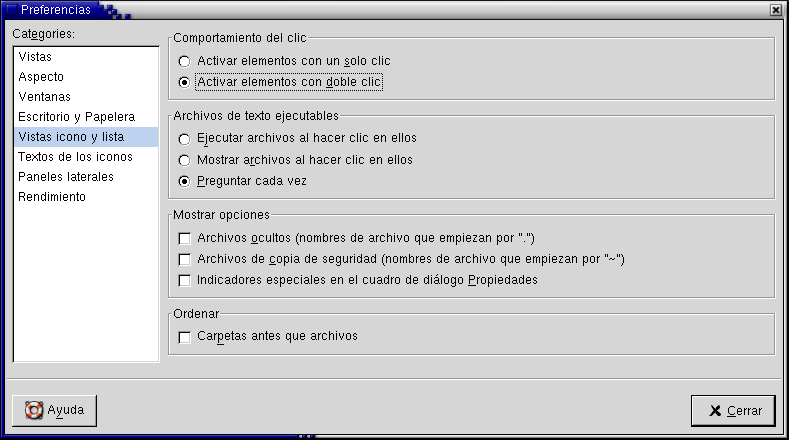 Preferencias
Categories:
Vistas
Aspecto
Ventanas
Escritorio y Papelera
Vistas icono y lista
Textos de los iconos
Paneles laterales
Rendimiento
Comportamiento del clic
Activar elementos con un solo clic
Activar elementos con doble clic
Archivos de texto ejecutables
Ejecutar archivos al hacer clic en ellos
Mostrar archivos al hacer clic en ellos
Preguntar cada vez
Mostrar opciones
Archivos ocultos (nombres de archivo que empiezan por ".")
Archivos de copia de seguridad (nombres de archivo que empiezan por "~")
Indicadores especiales en el cuadro de diálogo Propiedades
Ordenar
Carpetas antes que archivos
Ayuda
Cerrar